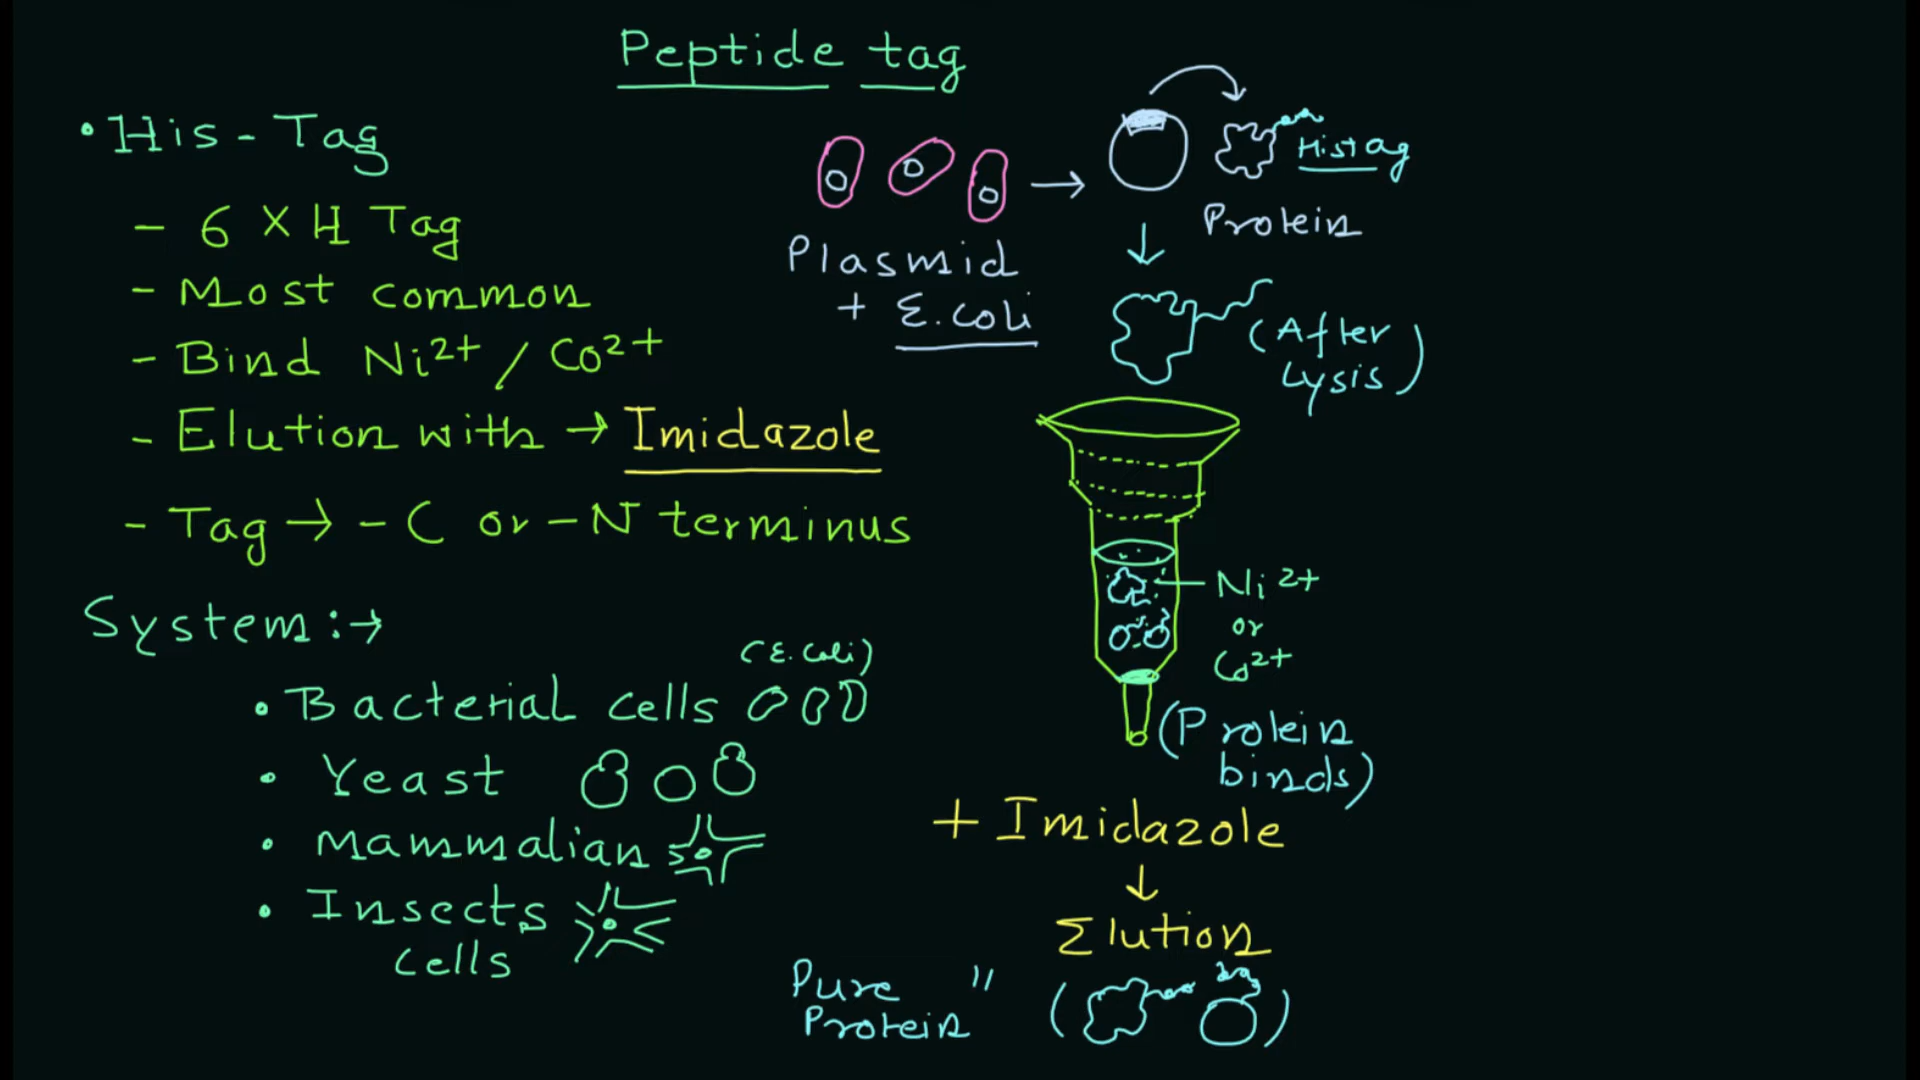 Peptide tag
• His-Tag
- 6 X H Tag
- Most common
- Bind Ni2+ / Co2+
- Elution with → Imidazole
- Tag → - C or -N terminus
System:→
(E.Coli)
• Bacterial cells
• Yeast
• Mammalian
• Insects
cells
Plasmid
+ E.coli
→
Histag
Protein
↓
(After
Lysis)
Ni2+
or
Co2+
(Protein
binds)
+ Imidazole
↓
Elution
Pure "
Protein